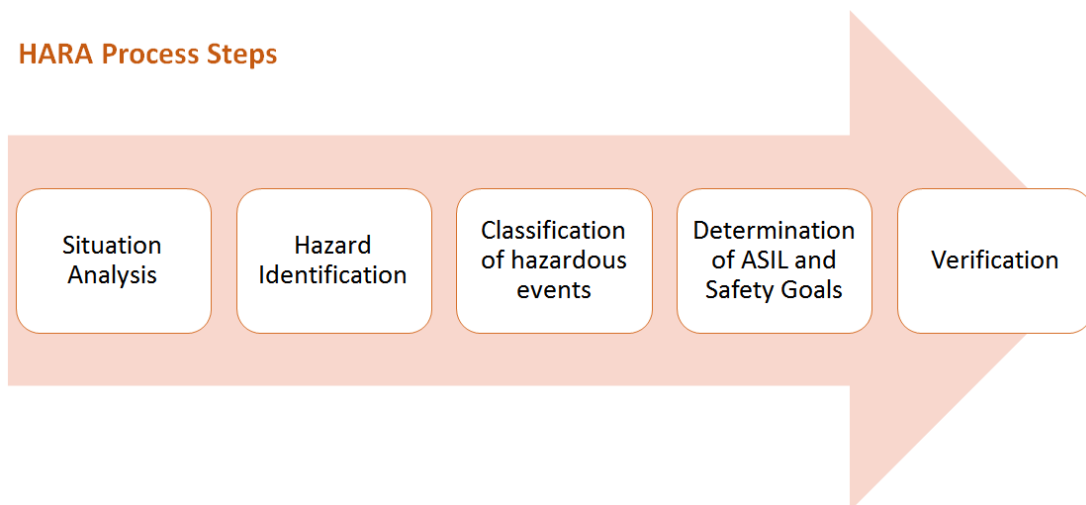 HARA Process Steps
Situation
Analysis
Hazard
Identification
Classification
of hazardous
events
Determination
of ASIL and
Safety Goals
Verification